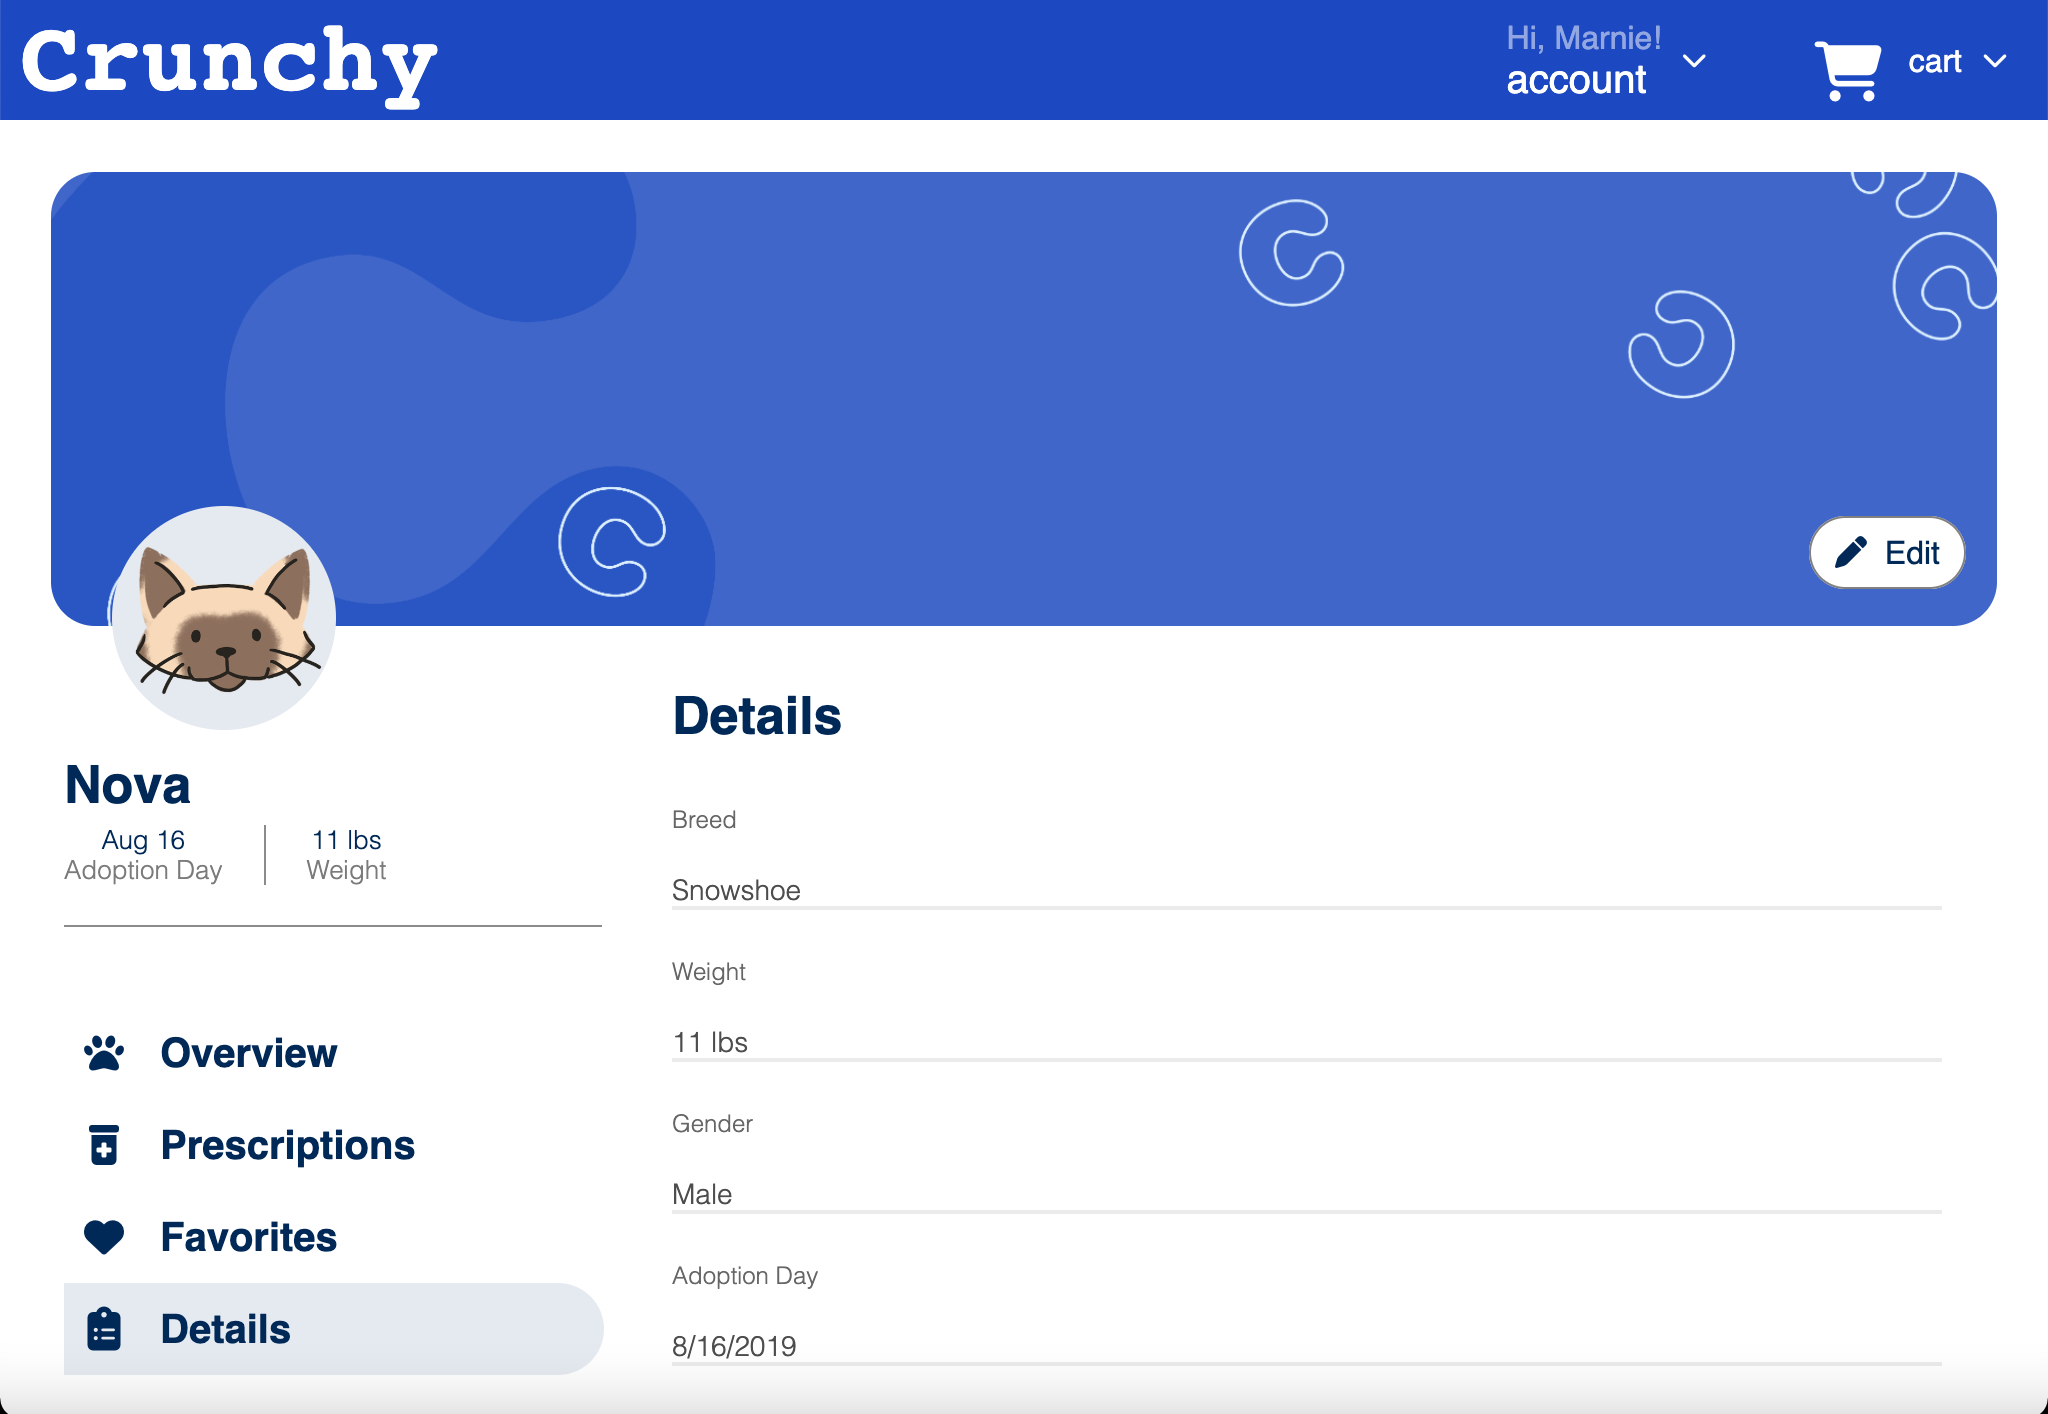 Crunchy
Hi, Marnie!
account
cart
Edit
Nova
Aug 16
Adoption Day
11 lbs
Weight
Overview
Prescriptions
Favorites
Details
Details
Breed
Snowshoe
Weight
11 lbs
Gender
Male
Adoption Day
8/16/2019